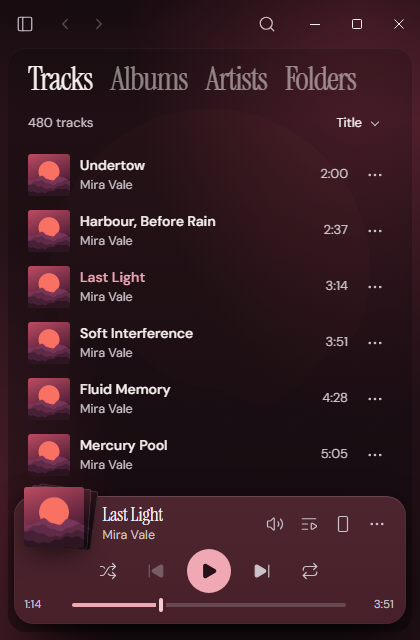 Tracks Albums Artists Folders
480 tracks Title
Undertow
Mira Vale
2:00
Harbour, Before Rain
Mira Vale
2:37
Last Light
Mira Vale
3:14
Soft Interference
Mira Vale
3:51
Fluid Memory
Mira Vale
4:28
Mercury Pool
Mira Vale
5:05
Last Light
Mira Vale
1:14 3:51